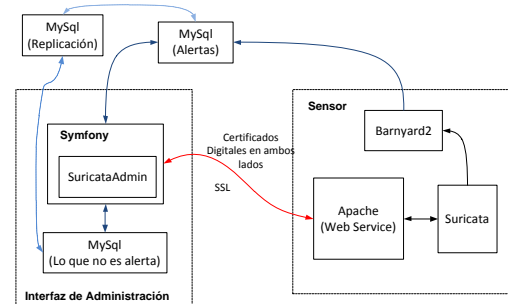 MySql
(Replicación)
MySql
(Alertas)
Symfony
SuricataAdmin
MySql
(Lo que no es alerta)
Interfaz de Administración
Certificados
Digitales en ambos
lados
SSL
Sensor
Barnyard2
Apache
(Web Service)
Suricata